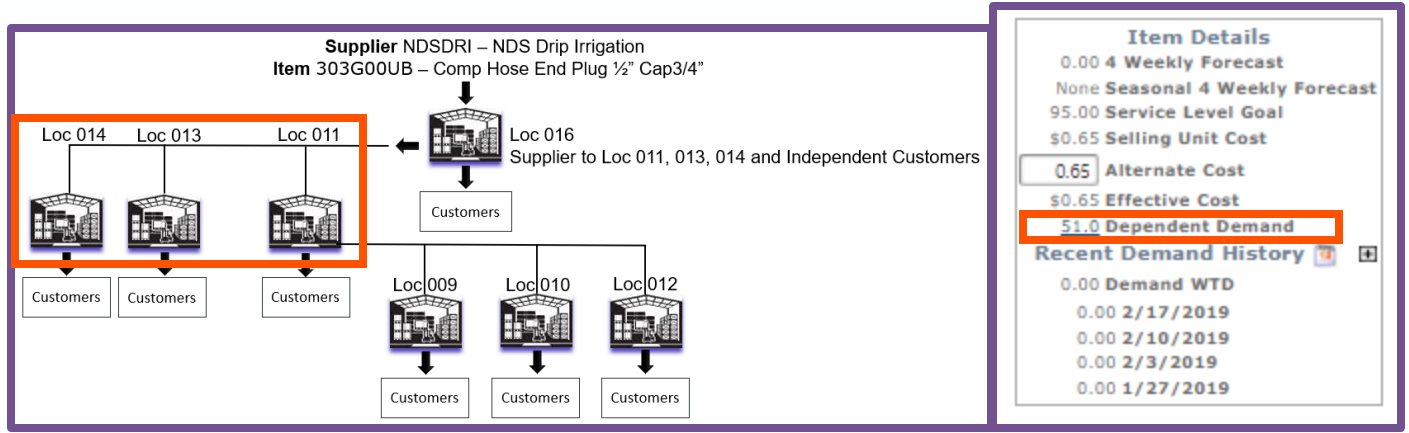 Supplier NDSDRI – NDS Drip Irrigation
Item 303G00UB – Comp Hose End Plug ½” Cap3/4”
Loc 014
Loc 013
Loc 011
Loc 016
Supplier to Loc 011, 013, 014 and Independent Customers
Customers
Customers
Customers
Customers
Loc 009
Loc 010
Loc 012
Customers
Customers
Customers
Item Details
0.00 4 Weekly Forecast
None Seasonal 4 Weekly Forecast
95.00 Service Level Goal
$0.65 Selling Unit Cost
0.65 Alternate Cost
$0.65 Effective Cost
51.0 Dependent Demand
Recent Demand History
0.00 Demand WTD
0.00 2/17/2019
0.00 2/10/2019
0.00 2/3/2019
0.00 1/27/2019